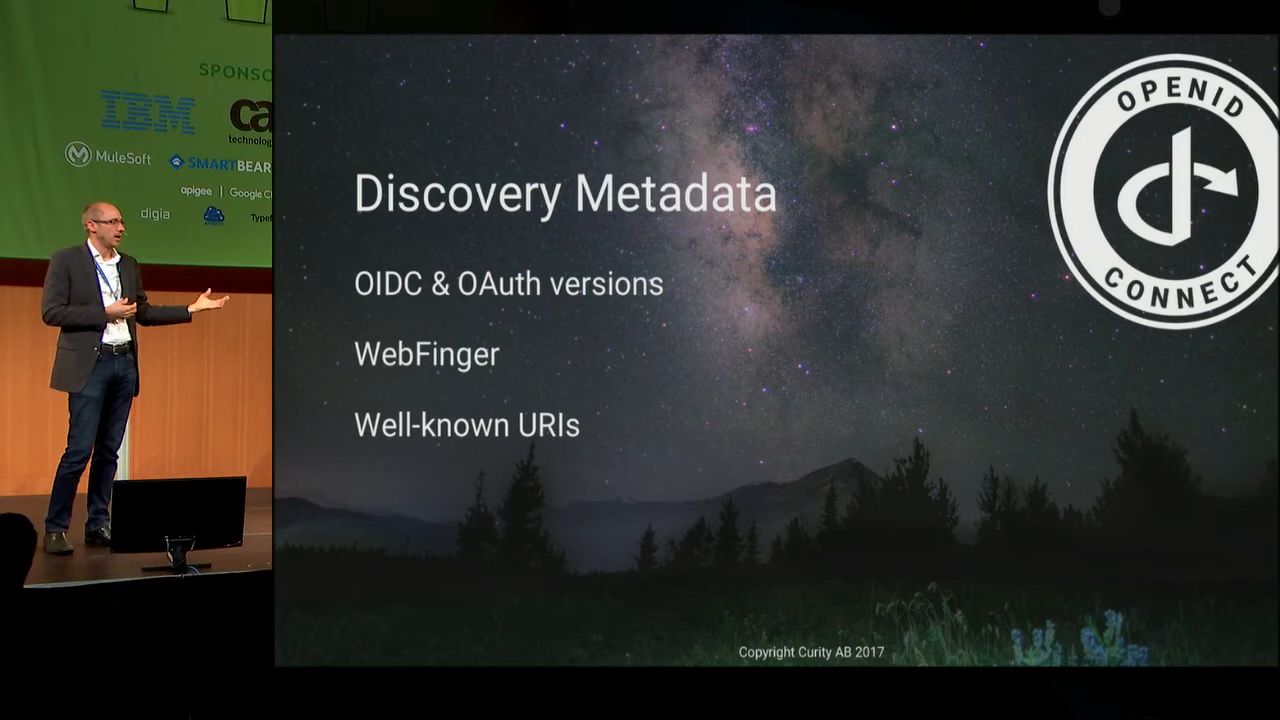 SPONSO
IBM
ca
technolog
MuleSoft
SMARTBEAR
apigee | Google C
digia
Typef
Discovery Metadata
OIDC & OAuth versions
WebFinger
Well-known URIs
OPENID
CONNECT
Copyright Curity AB 2017